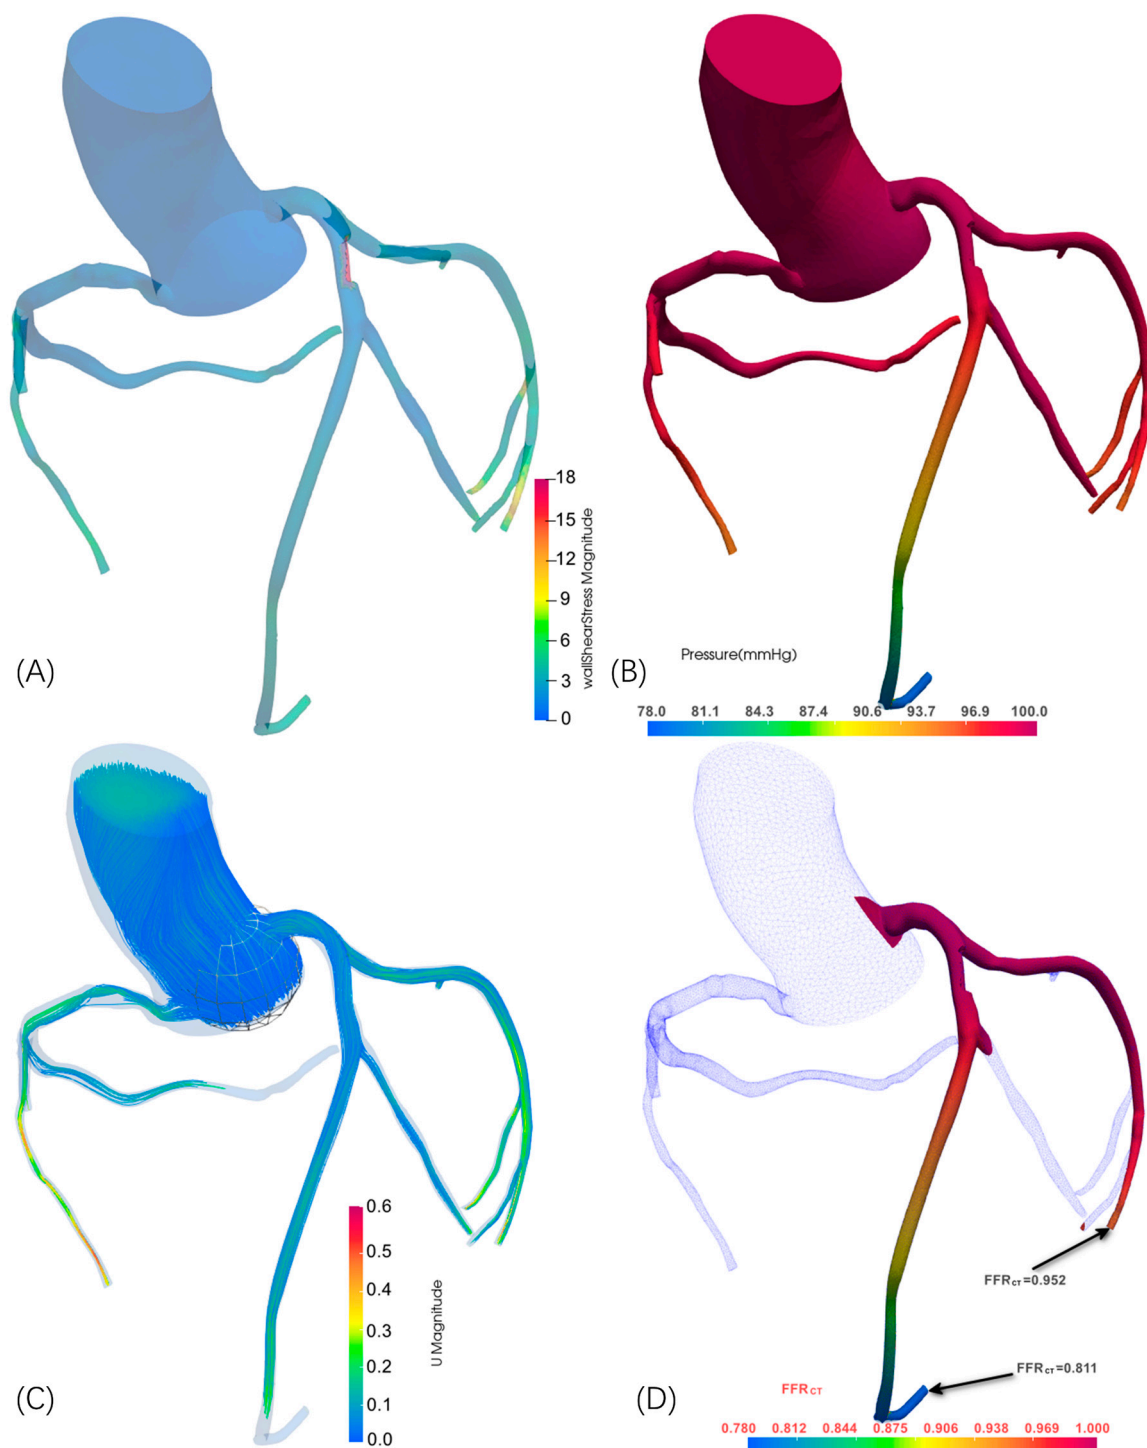 18
15
12
9
6
3
0
wallShearStress Magnitude
(A)
Pressure(mmHg)
(B)
78.0 81.1 84.3 87.4 90.6 93.7 96.9 100.0
0.6
0.5
0.4
0.3
0.2
0.1
0.0
U Magnitude
(C)
FFRCT=0.952
FFRCT=0.811
FFRCT
(D)
0.780 0.812 0.844 0.875 0.906 0.938 0.969 1.000